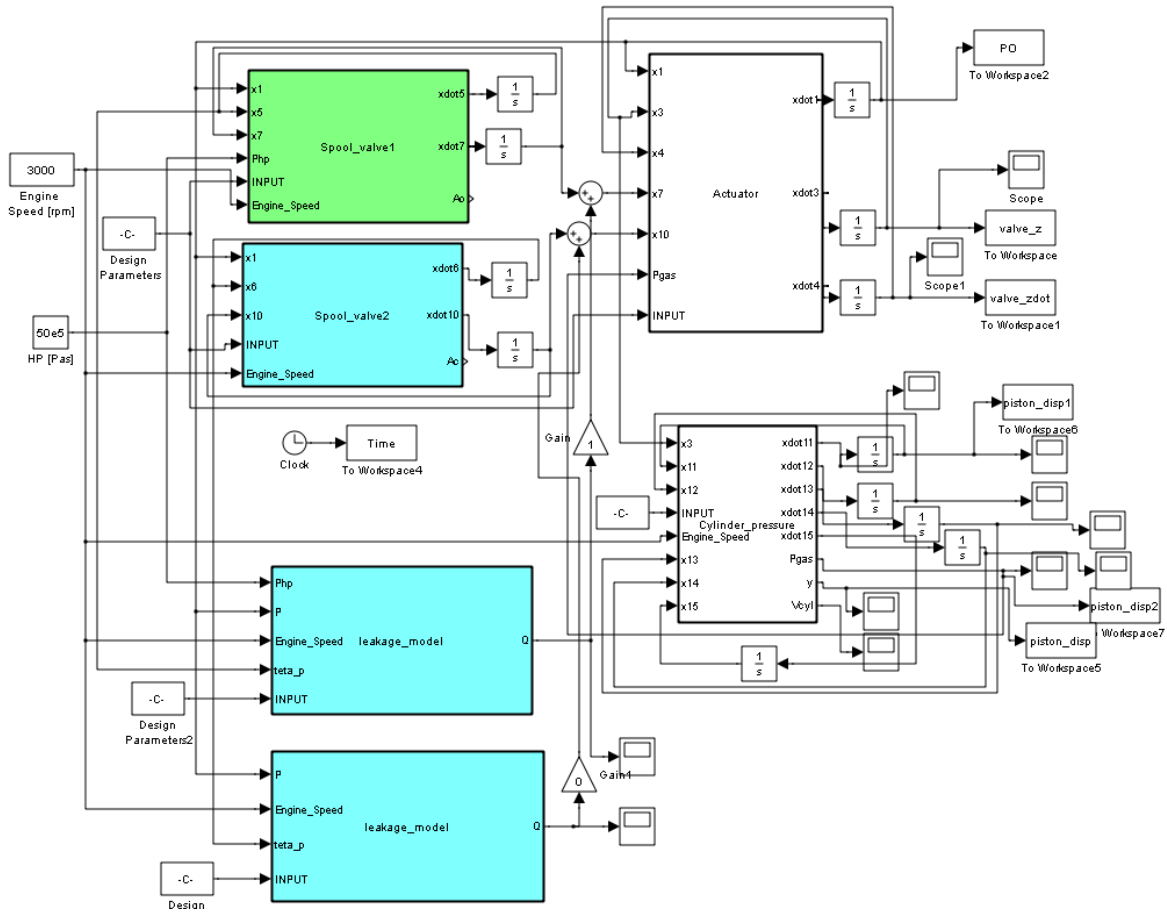 PO
To Workspace2
x1
x5
x7
Php
INPUT
Engine_Speed
Spool_valve1
xdot5
xdot7
Ao
1
s
1
s
3000
Engine
Speed [rpm]
-C-
Design
Parameters
50e5
HP [Pas]
x1
x6
x10
INPUT
Engine_Speed
Spool_valve2
xdot6
xdot10
Ac
1
s
1
s
x1
x3
x4
x7
x10
Pgas
INPUT
Actuator
xdot1
xdot3
xdot4
1
s
1
s
1
s
Scope
valve_z
To Workspace
Scope1
valve_zdot
To Workspace1
Clock
Time
To Workspace4
Gain
1
-C-
x3
x11
x12
INPUT
Engine_Speed
x13
x14
x15
Cylinder_pressure
xdot11
xdot12
xdot13
xdot14
xdot15
Pgas
y
Vcyl
1
s
1
s
1
s
1
s
1
s
piston_disp1
To Workspace6
piston_disp2
Workspace7
piston_disp
To Workspace5
Php
P
Engine_Speed
teta_p
INPUT
leakage_model
Q
-C-
Design
Parameters2
P
Engine_Speed
teta_p
INPUT
leakage_model
Q
-C-
Design
Gain1
0